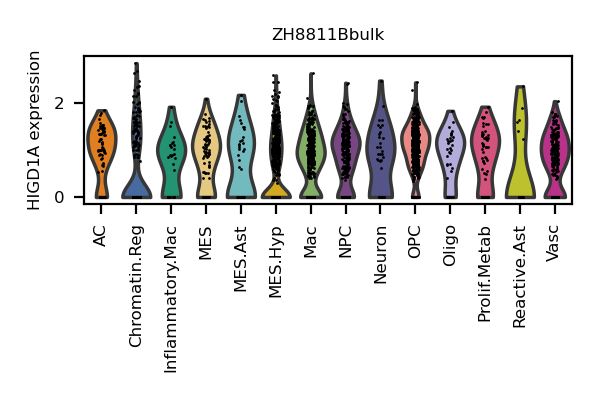 ZH8811Bbulk
HIGD1A expression
2
0
AC
Chromatin.Reg
Inflammatory.Mac
MES
MES.Ast
MES.Hyp
Mac
NPC
Neuron
OPC
Oligo
Prolif.Metab
Reactive.Ast
Vasc